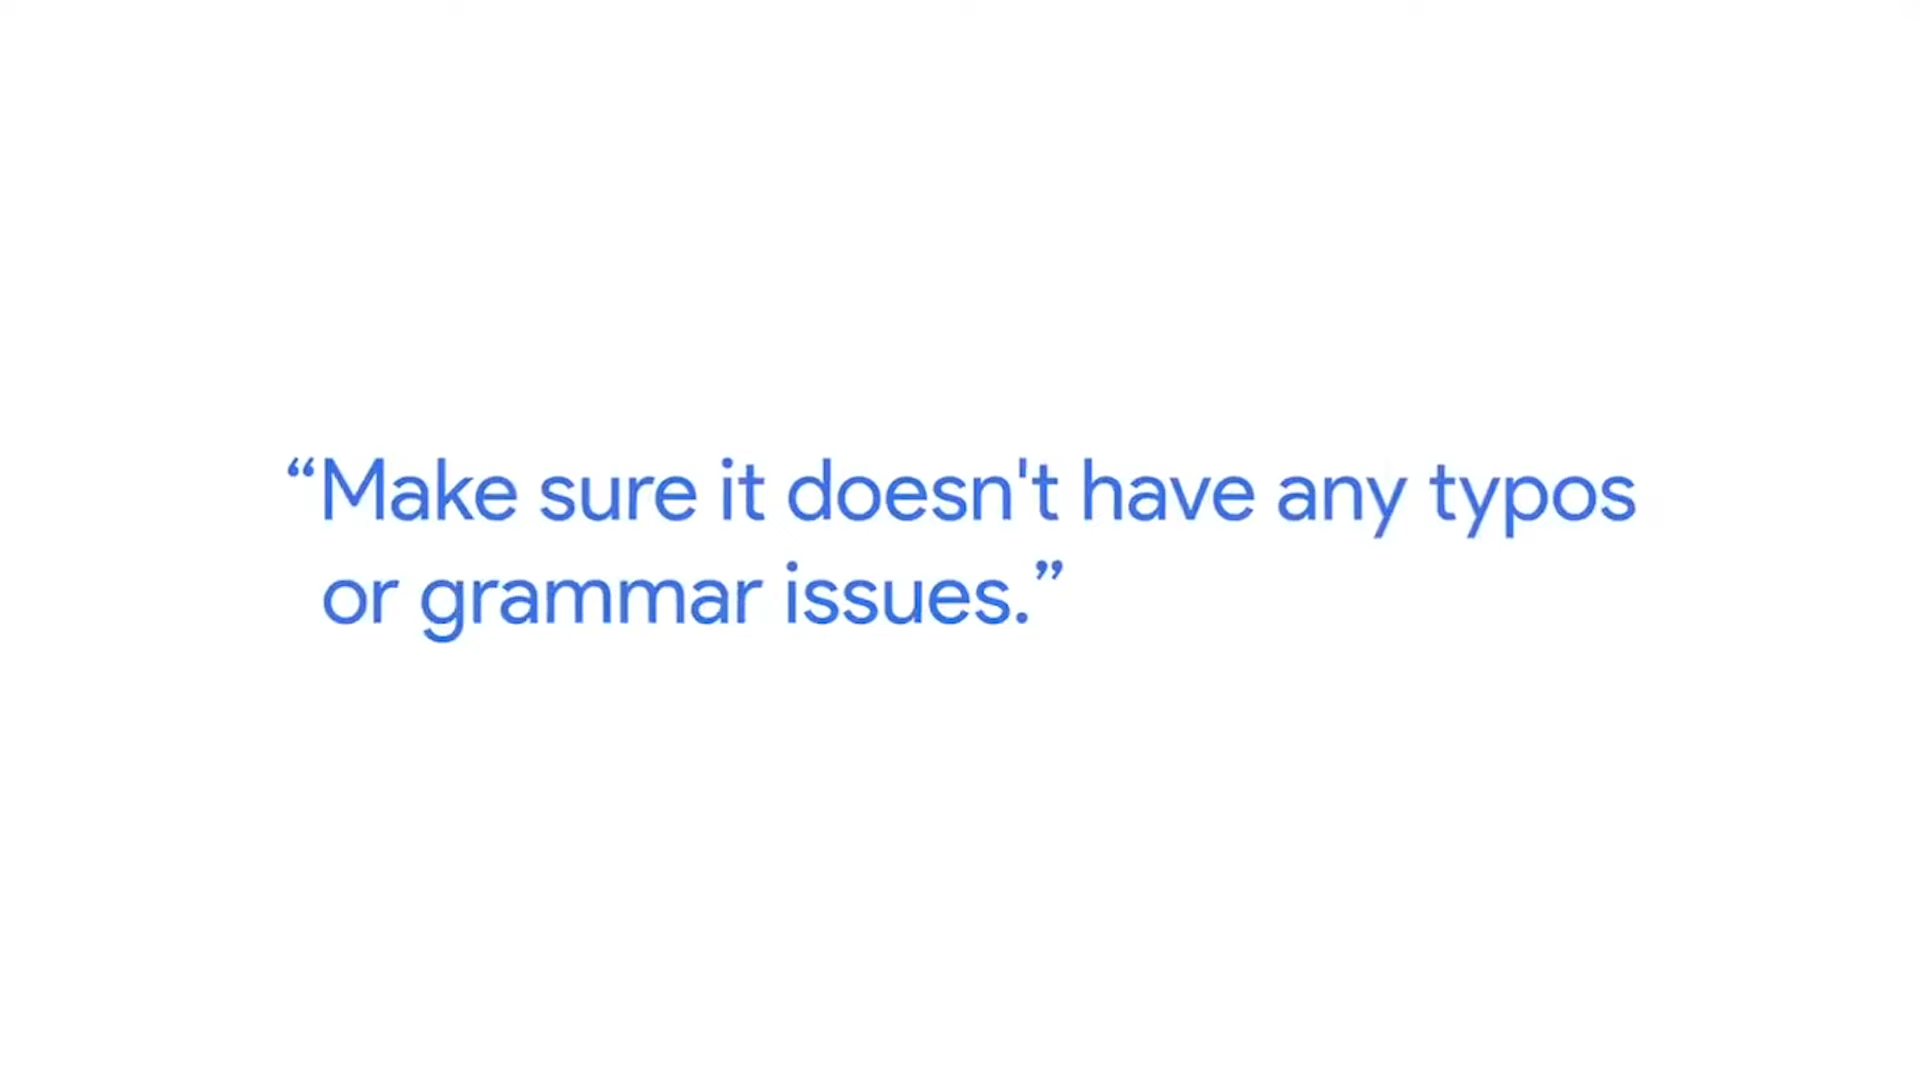 “Make sure it doesn't have any typos
or grammar issues.”